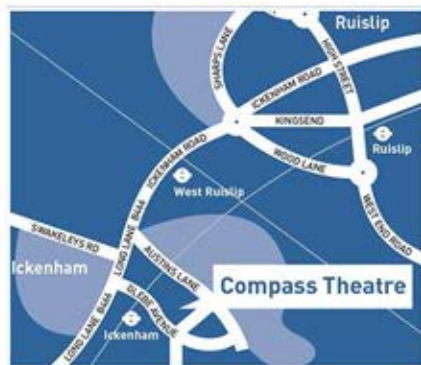 Ruislip
SHARPS LANE
ICKENHAM ROAD
HIGH STREET
KINGSEND
ICKENHAM ROAD
WOOD LANE
Ruislip
West Ruislip
WEST END ROAD
SWAKELEYS RD
LONG LANE B466
AUSTINS LANE
Ickenham
Compass Theatre
GLEBE AVENUE
Ickenham
LONG LANE B466